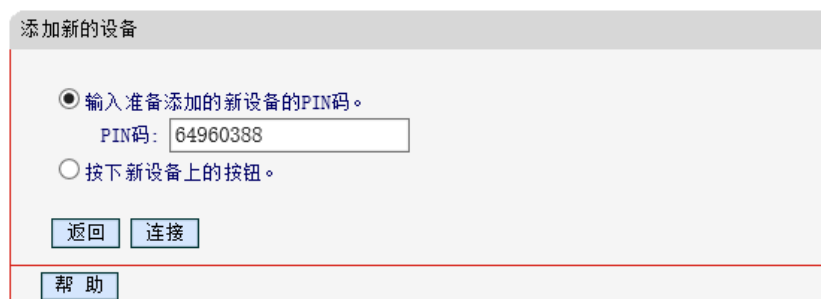 添加新的设备
输入准备添加的新设备的PIN码。
PIN码: 64960388
按下新设备上的按钮。
返回 连接
帮 助